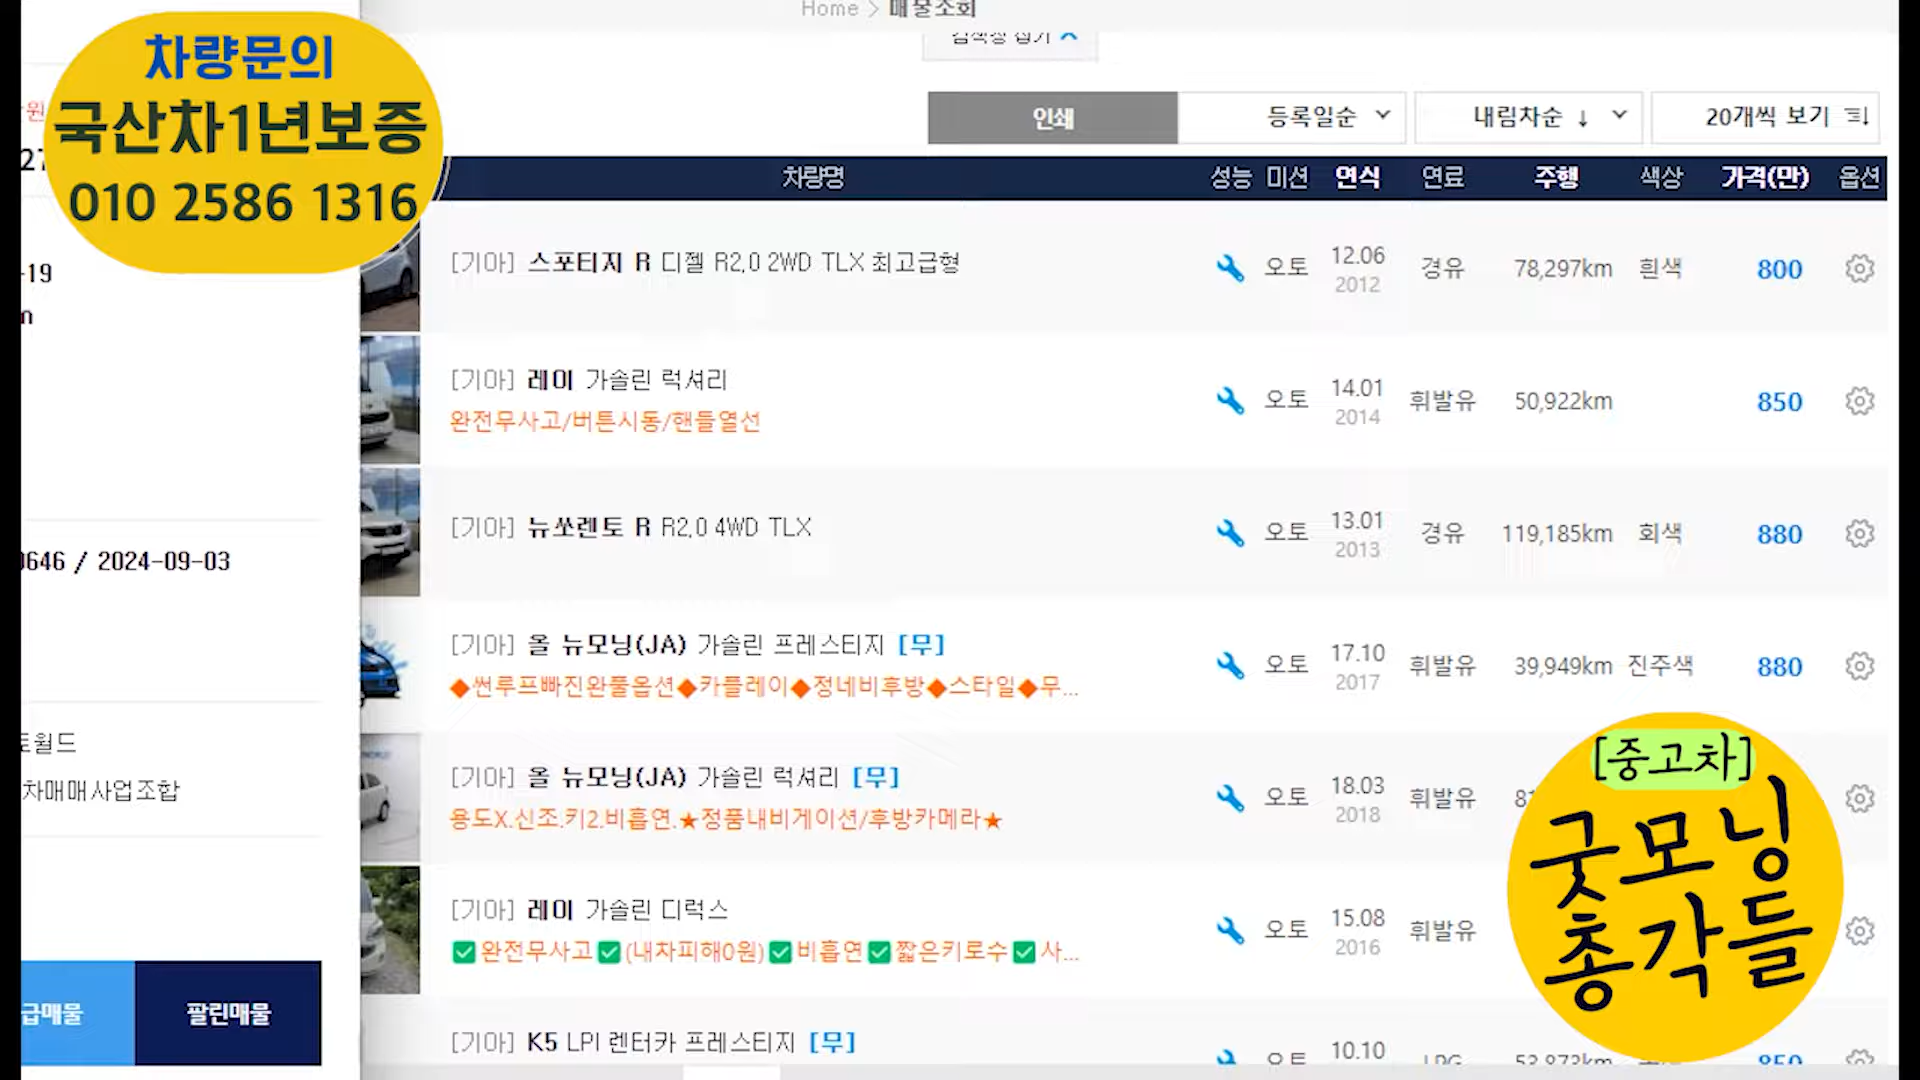 Home > 매물조회
검색창 접기
차량문의
국산차1년보증
010 2586 1316
원
27
-19
0646 / 2024-09-03
토월드
차매매사업조합
급매물
팔린매물
인쇄 등록일순 내림차순 ↓ 20개씩 보기
차량명 성능 미션 연식 연료 주행 색상 가격(만) 옵션
[기아] 스포티지 R 디젤 R2.0 2WD TLX 최고급형 오토 12.06 경유 78,297km 흰색 800
2012
[기아] 레이 가솔린 럭셔리 오토 14.01 휘발유 50,922km 850
완전무사고/버튼시동/핸들열선 2014
[기아] 뉴쏘렌토 R R2.0 4WD TLX 오토 13.01 경유 119,185km 회색 880
2013
[기아] 올 뉴모닝(JA) 가솔린 프레스티지 [무] 오토 17.10 휘발유 39,949km 진주색 880
◆썬루프빠진완풀옵션◆카플레이◆정네비후방◆스타일◆무... 2017
[기아] 올 뉴모닝(JA) 가솔린 럭셔리 [무] 오토 18.03 휘발유
용도X.신조.키2.비흡연.★정품내비게이션/후방카메라★ 2018
[기아] 레이 가솔린 디럭스 오토 15.08 휘발유
✅완전무사고✅(내차피해0원)✅비흡연✅짧은키로수✅사... 2016
[기아] K5 LPI 렌터카 프레스티지 [무] 오토 10.10 LPG 53,873km 850
[중고차]
굿모닝
총각들